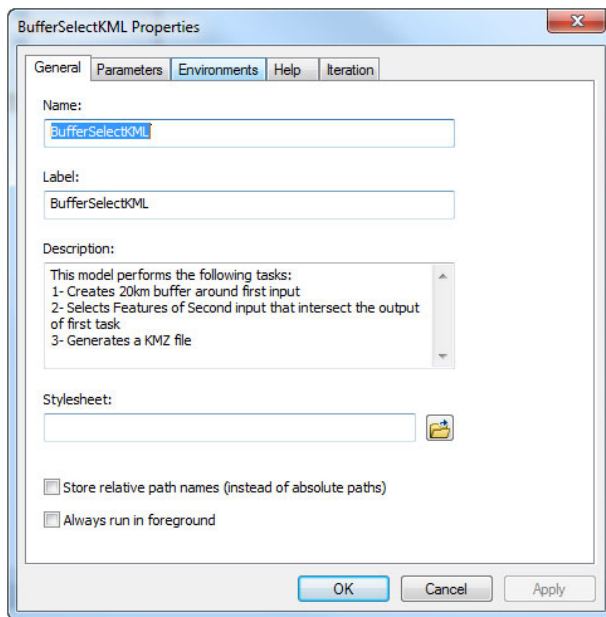 BufferSelectKML Properties
General Parameters Environments Help Iteration
Name:
BufferSelectKML
Label:
BufferSelectKML
Description:
This model performs the following tasks:
1- Creates 20km buffer around first input
2- Selects Features of Second input that intersect the output
of first task
3- Generates a KMZ file
Stylesheet:
Store relative path names (instead of absolute paths)
Always run in foreground
OK Cancel Apply